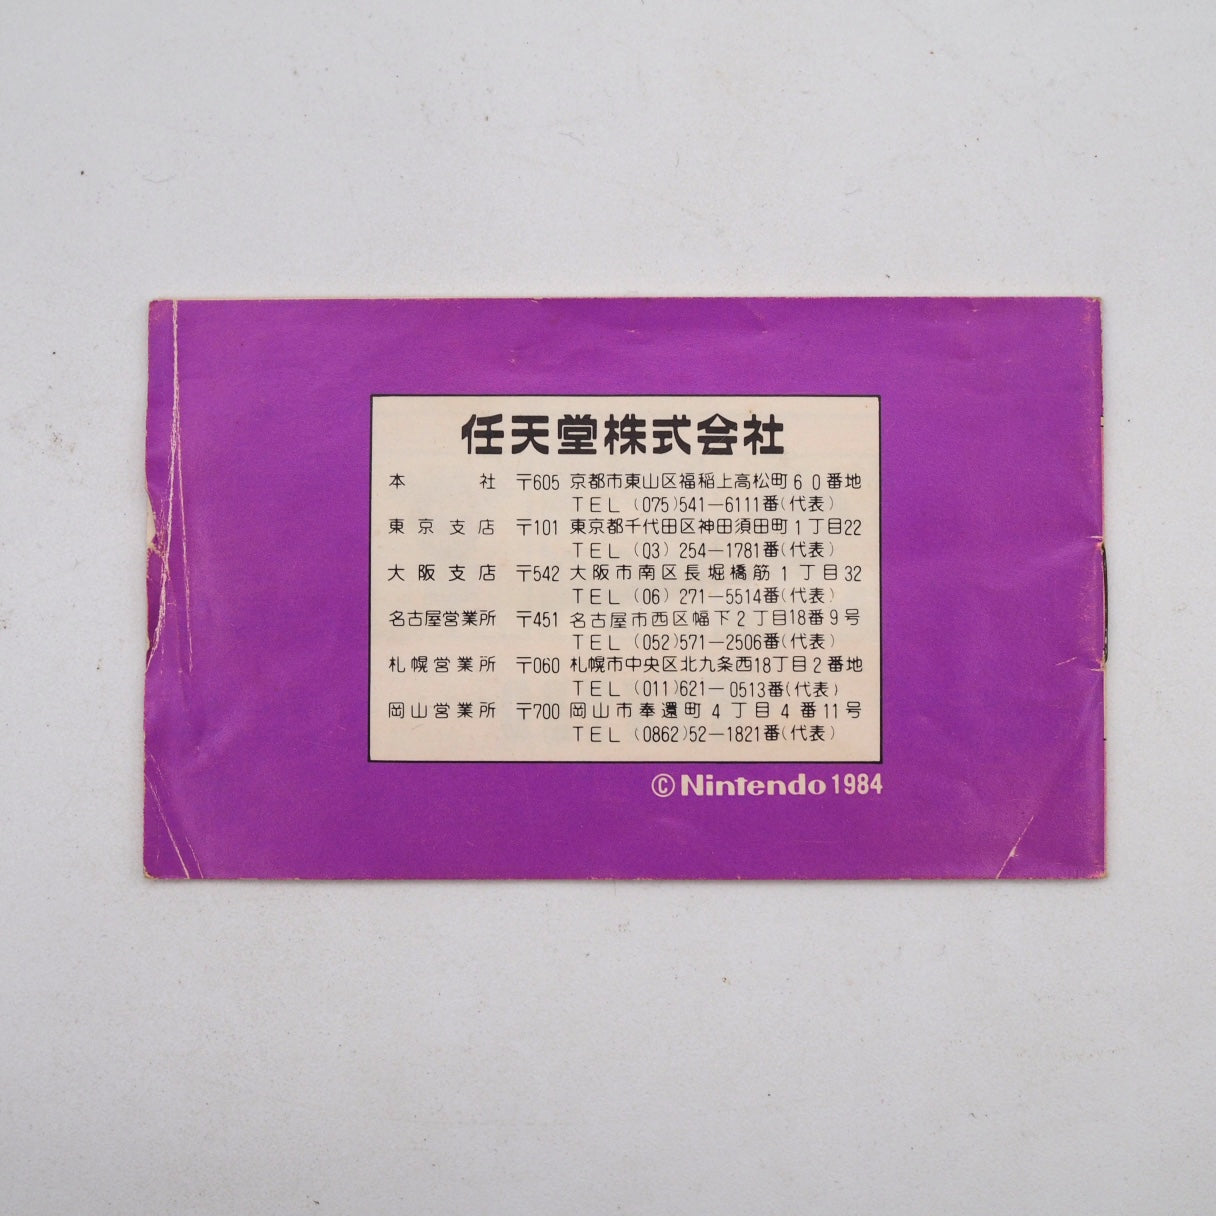 任天堂株式会社
本社 〒605 京都市東山区福稲上高松町60番地
TEL (075)541-6111番(代表)
東京支店 〒101 東京都千代田区神田須田町1丁目22
TEL (03) 254-1781番(代表)
大阪支店 〒542 大阪市南区長堀橋筋1丁目32
TEL (06) 271-5514番(代表)
名古屋営業所 〒451 名古屋市西区幅下2丁目18番9号
TEL (052)571-2506番(代表)
札幌営業所 〒060 札幌市中央区北九条西18丁目2番地
TEL (011)621-0513番(代表)
岡山営業所 〒700 岡山市奉還町4丁目4番11号
TEL (0862)52-1821番(代表)
©Nintendo 1984